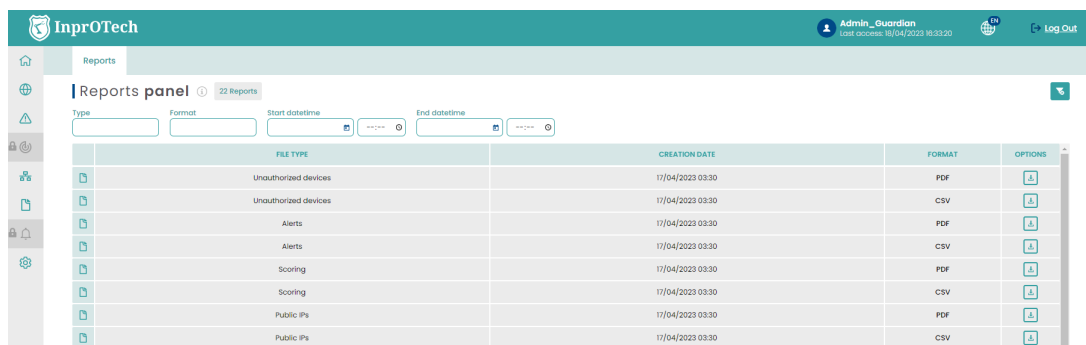 InprOTech
Admin_Guardian
Last access: 18/04/2023 16:33:20
EN
Log Out
Reports
Reports panel 22 Reports
Type Format Start datetime End datetime
--:-- --:--
FILE TYPE CREATION DATE FORMAT OPTIONS
Unauthorized devices 17/04/2023 03:30 PDF
Unauthorized devices 17/04/2023 03:30 CSV
Alerts 17/04/2023 03:30 PDF
Alerts 17/04/2023 03:30 CSV
Scoring 17/04/2023 03:30 PDF
Scoring 17/04/2023 03:30 CSV
Public IPs 17/04/2023 03:30 PDF
Public IPs 17/04/2023 03:30 CSV